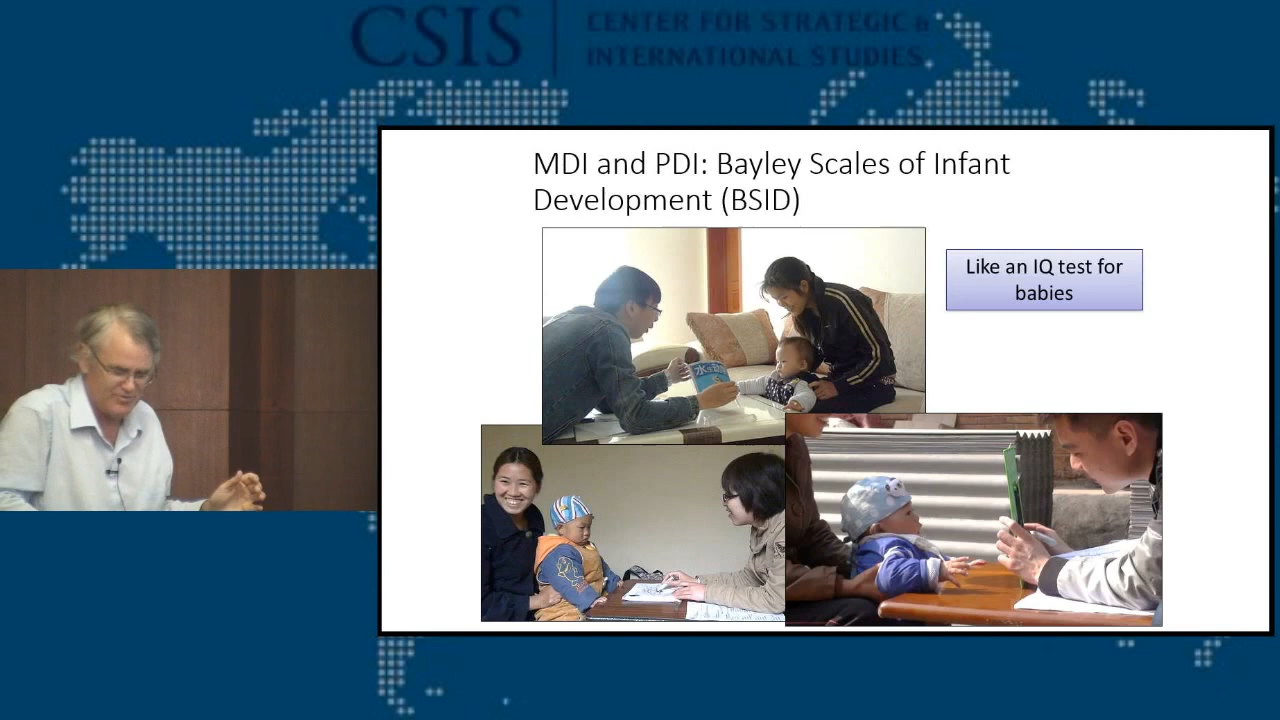 CSIS
CENTER FOR STRATEGIC &
INTERNATIONAL STUDIES
MDI and PDI: Bayley Scales of Infant
Development (BSID)
Like an IQ test for
babies